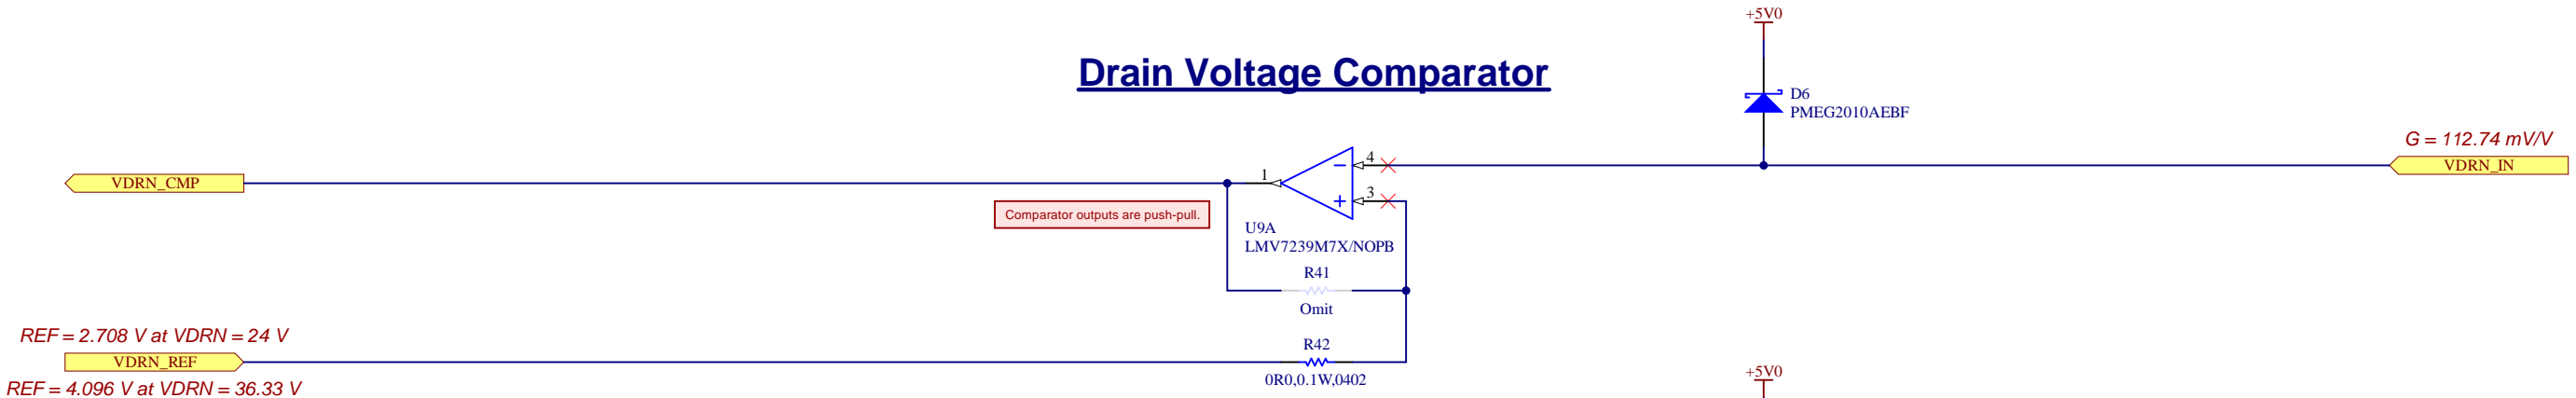 +5V0
Drain Voltage Comparator
D6
PMEG2010AEBF
G = 112.74 mV/V
VDRN_IN
4
1
3
VDRN_CMP
Comparator outputs are push-pull.
U9A
LMV7239M7X/NOPB
R41
Omit
REF = 2.708 V at VDRN = 24 V
R42
VDRN_REF
0R0,0.1W,0402
REF = 4.096 V at VDRN = 36.33 V
+5V0